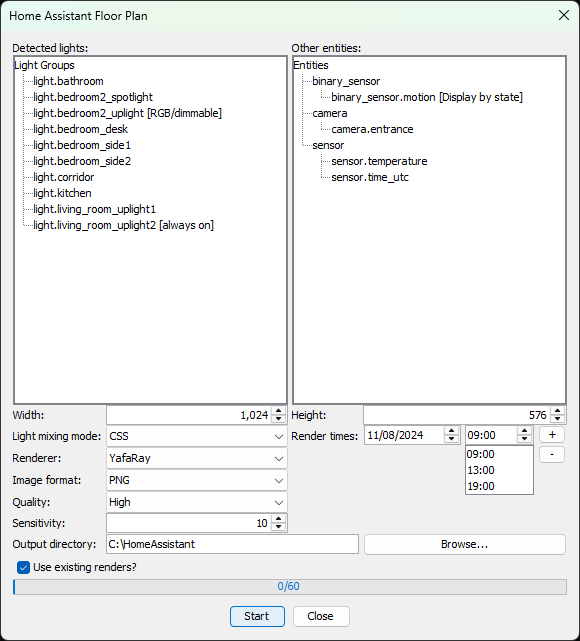 Home Assistant Floor Plan
Detected lights:
Light Groups
light.bathroom
light.bedroom2_spotlight
light.bedroom2_uplight [RGB/dimmable]
light.bedroom_desk
light.bedroom_side1
light.bedroom_side2
light.corridor
light.kitchen
light.living_room_uplight1
light.living_room_uplight2 [always on]
Other entities:
Entities
binary_sensor
binary_sensor.motion [Display by state]
camera
camera.entrance
sensor
sensor.temperature
sensor.time_utc
Width: 1,024 Height: 576
Light mixing mode: CSS Render times: 11/08/2024 09:00 +
09:00 -
13:00
19:00
Renderer: YafaRay
Image format: PNG
Quality: High
Sensitivity: 10
Output directory: C:\HomeAssistant Browse...
Use existing renders?
0/60
Start Close